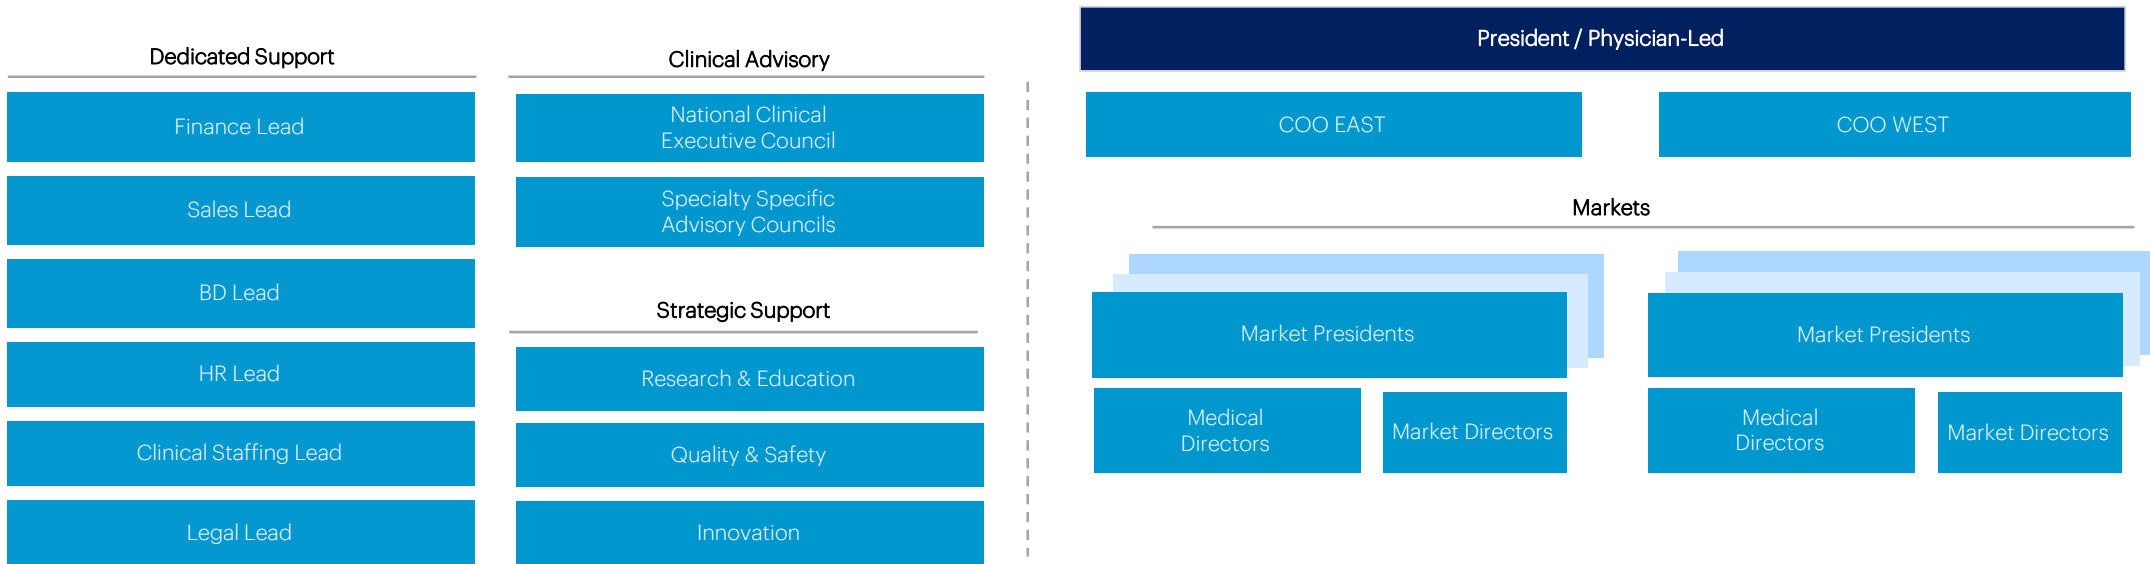 Dedicated Support
Finance Lead
Sales Lead
BD Lead
HR Lead
Clinical Staffing Lead
Legal Lead
Clinical Advisory
National Clinical
Executive Council
Specialty Specific
Advisory Councils
Strategic Support
Research & Education
Quality & Safety
Innovation
President / Physician-Led
COO EAST
COO WEST
Markets
Market Presidents
Medical
Directors
Market Directors
Market Presidents
Medical
Directors
Market Directors